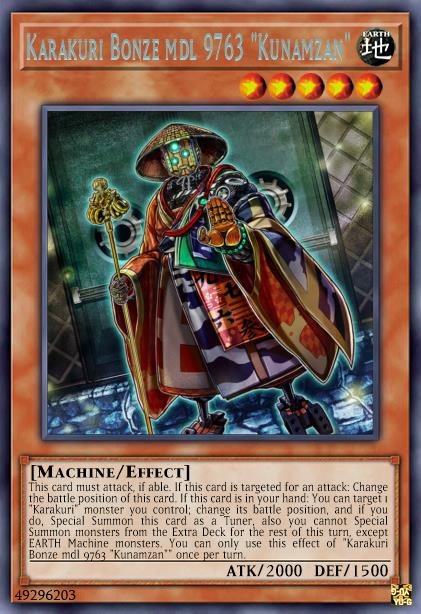 Karakuri Bonze mdl 9763 "Kunamzan"
EARTH
地
[Machine/Effect]
This card must attack, if able. If this card is targeted for an attack: Change
the battle position of this card. If this card is in your hand: You can target 1
"Karakuri" monster you control; change its battle position, and if you
do, Special Summon this card as a Tuner, also you cannot Special
Summon monsters from the Extra Deck for the rest of this turn, except
EARTH Machine monsters. You can only use this effect of "Karakuri
Bonze mdl 9763 "Kunamzan"" once per turn.
ATK/2000 DEF/1500
49296203